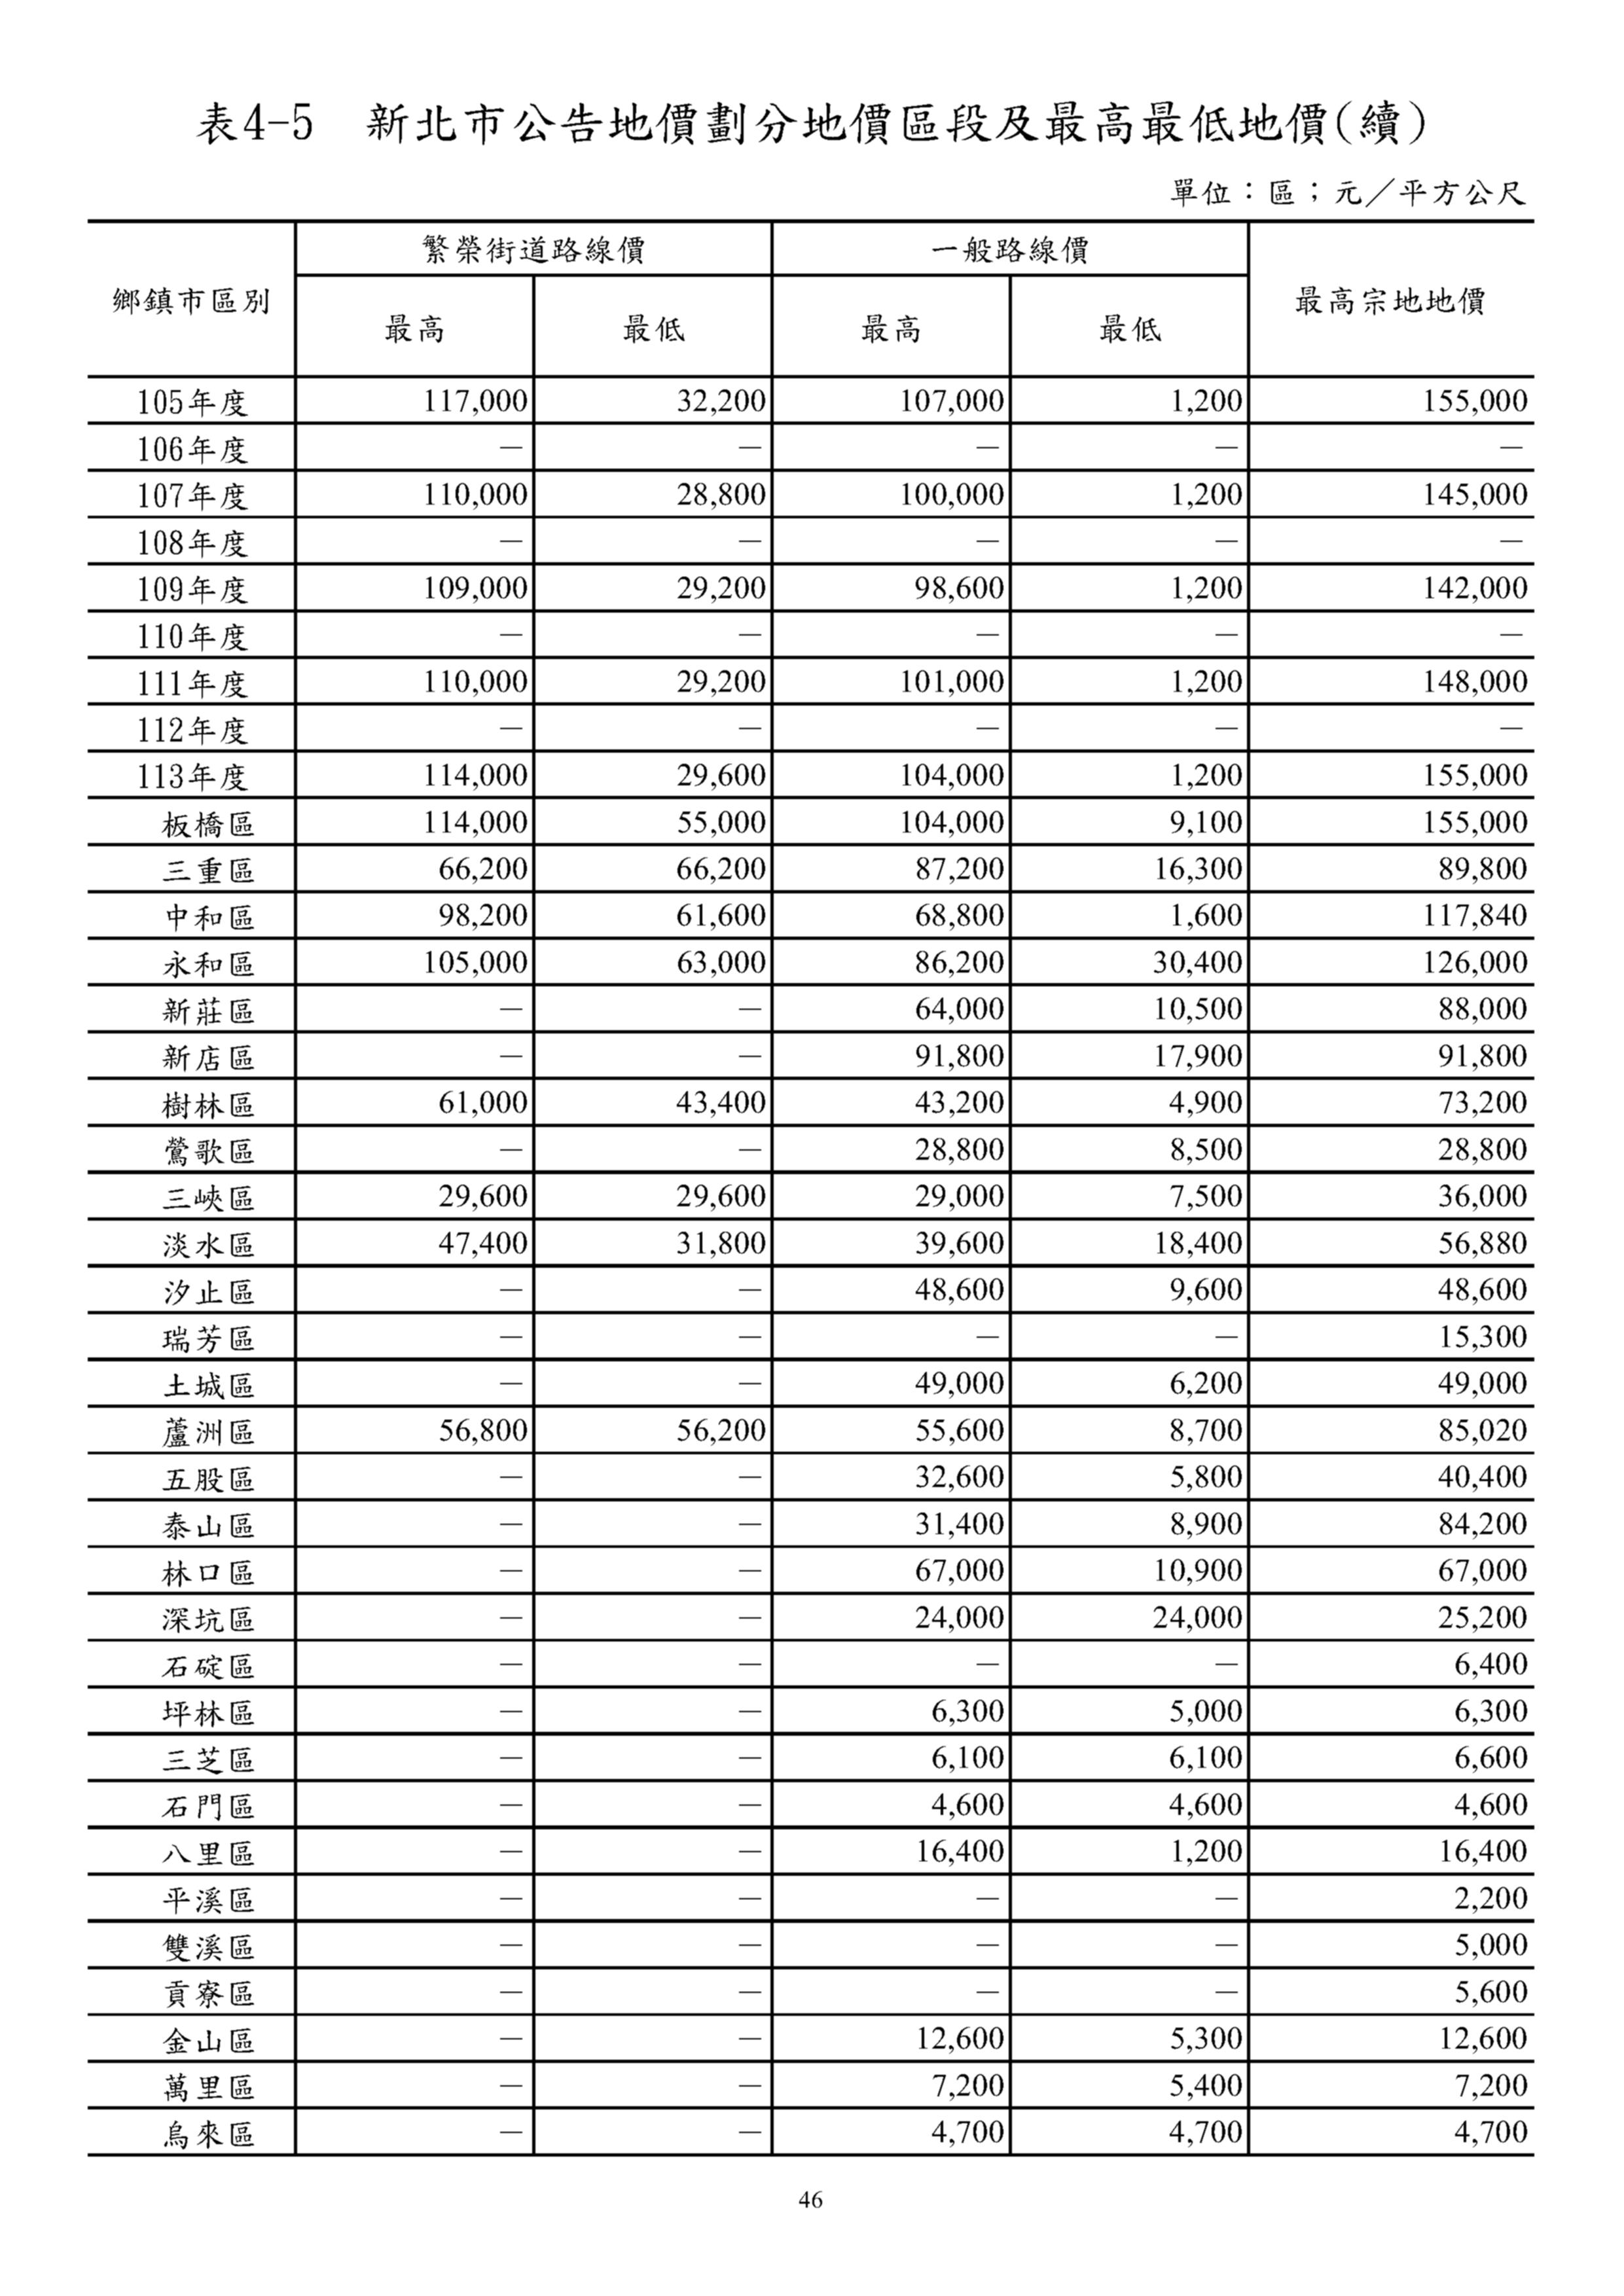 表4-5 新北市公告地價劃分地價區段及最高最低地價(續)
單位：區；元／平方公尺
鄉鎮市區別 繁榮街道路線價 一般路線價 最高宗地地價
最高 最低 最高 最低
105年度 117,000 32,200 107,000 1,200 155,000
106年度 — — — — —
107年度 110,000 28,800 100,000 1,200 145,000
108年度 — — — — —
109年度 109,000 29,200 98,600 1,200 142,000
110年度 — — — — —
111年度 110,000 29,200 101,000 1,200 148,000
112年度 — — — — —
113年度 114,000 29,600 104,000 1,200 155,000
板橋區 114,000 55,000 104,000 9,100 155,000
三重區 66,200 66,200 87,200 16,300 89,800
中和區 98,200 61,600 68,800 1,600 117,840
永和區 105,000 63,000 86,200 30,400 126,000
新莊區 — — 64,000 10,500 88,000
新店區 — — 91,800 17,900 91,800
樹林區 61,000 43,400 43,200 4,900 73,200
鶯歌區 — — 28,800 8,500 28,800
三峽區 29,600 29,600 29,000 7,500 36,000
淡水區 47,400 31,800 39,600 18,400 56,880
汐止區 — — 48,600 9,600 48,600
瑞芳區 — — — — 15,300
土城區 — — 49,000 6,200 49,000
蘆洲區 56,800 56,200 55,600 8,700 85,020
五股區 — — 32,600 5,800 40,400
泰山區 — — 31,400 8,900 84,200
林口區 — — 67,000 10,900 67,000
深坑區 — — 24,000 24,000 25,200
石碇區 — — — — 6,400
坪林區 — — 6,300 5,000 6,300
三芝區 — — 6,100 6,100 6,600
石門區 — — 4,600 4,600 4,600
八里區 — — 16,400 1,200 16,400
平溪區 — — — — 2,200
雙溪區 — — — — 5,000
貢寮區 — — — — 5,600
金山區 — — 12,600 5,300 12,600
萬里區 — — 7,200 5,400 7,200
烏來區 — — 4,700 4,700 4,700
46